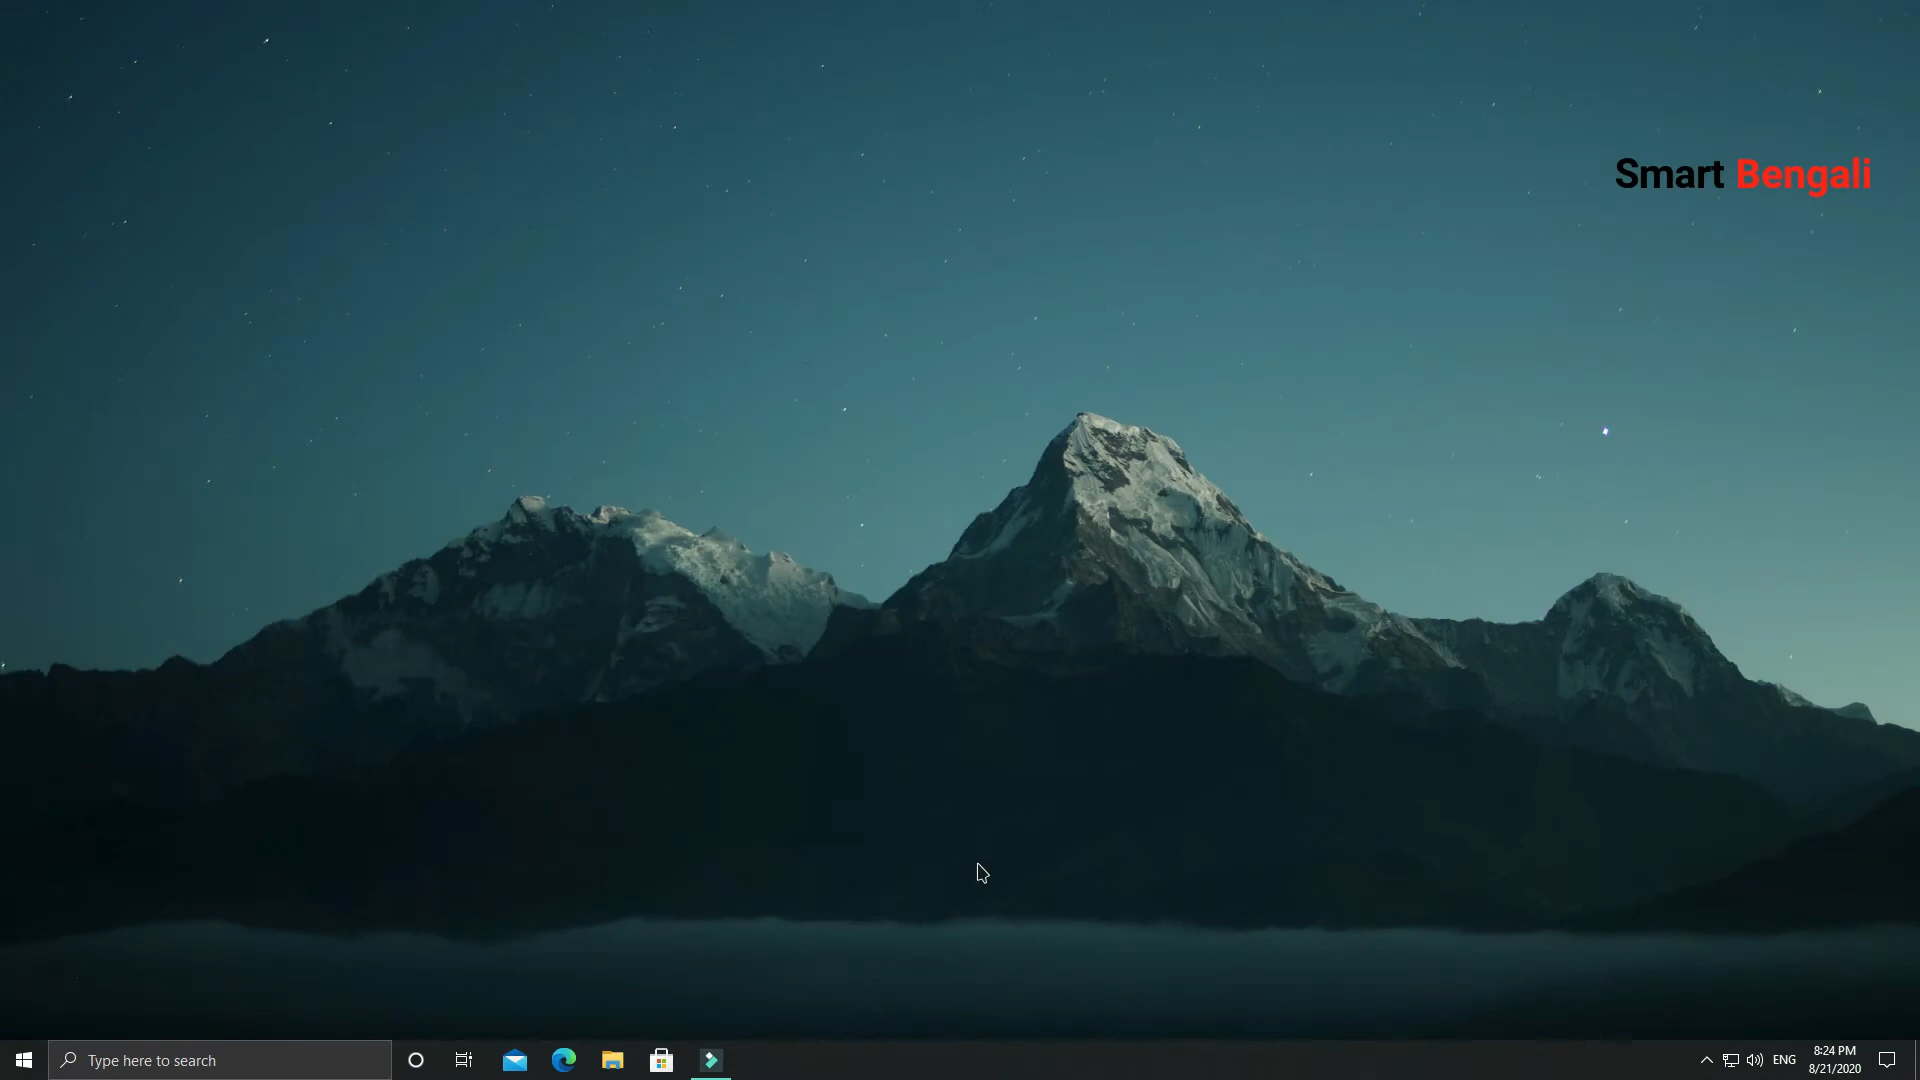 Smart Bengali
Type here to search
ENG
8:24 PM
8/21/2020